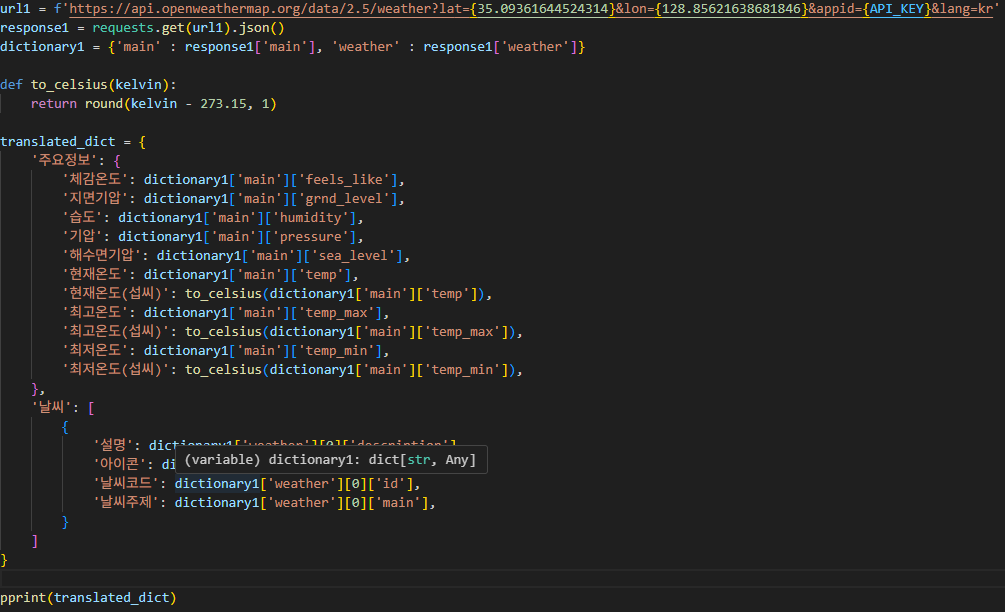 url1 = f'https://api.openweathermap.org/data/2.5/weather?lat={35.09361644524314}&lon={128.85621638681846}&appid={API_KEY}&lang=kr'
response1 = requests.get(url1).json()
dictionary1 = {'main' : response1['main'], 'weather' : response1['weather']}
def to_celsius(kelvin):
    return round(kelvin - 273.15, 1)
translated_dict = {
    '주요정보': {
        '체감온도': dictionary1['main']['feels_like'],
        '지면기압': dictionary1['main']['grnd_level'],
        '습도': dictionary1['main']['humidity'],
        '기압': dictionary1['main']['pressure'],
        '해수면기압': dictionary1['main']['sea_level'],
        '현재온도': dictionary1['main']['temp'],
        '현재온도(섭씨)': to_celsius(dictionary1['main']['temp']),
        '최고온도': dictionary1['main']['temp_max'],
        '최고온도(섭씨)': to_celsius(dictionary1['main']['temp_max']),
        '최저온도': dictionary1['main']['temp_min'],
        '최저온도(섭씨)': to_celsius(dictionary1['main']['temp_min']),
    },
    '날씨': [
        {
            '설명': dictionary1['weather'][0]['description'],
            '아이콘': di
(variable) dictionary1: dict[str, Any]
            '날씨코드': dictionary1['weather'][0]['id'],
            '날씨주제': dictionary1['weather'][0]['main'],
        }
    ]
}
pprint(translated_dict)